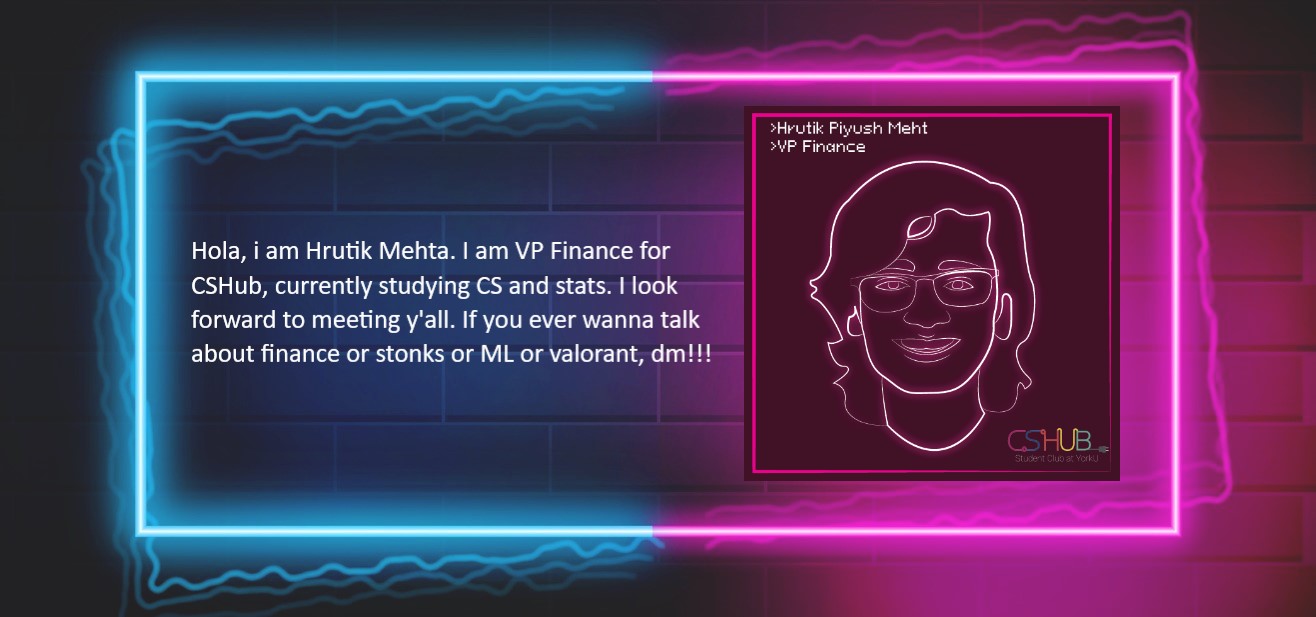 Hola, i am Hrutik Mehta. I am VP Finance for
CSHub, currently studying CS and stats. I look
forward to meeting y'all. If you ever wanna talk
about finance or stonks or ML or valorant, dm!!!
>Hrutik Piyush Meht
>VP Finance
CSHUB
Student Club at YorkU